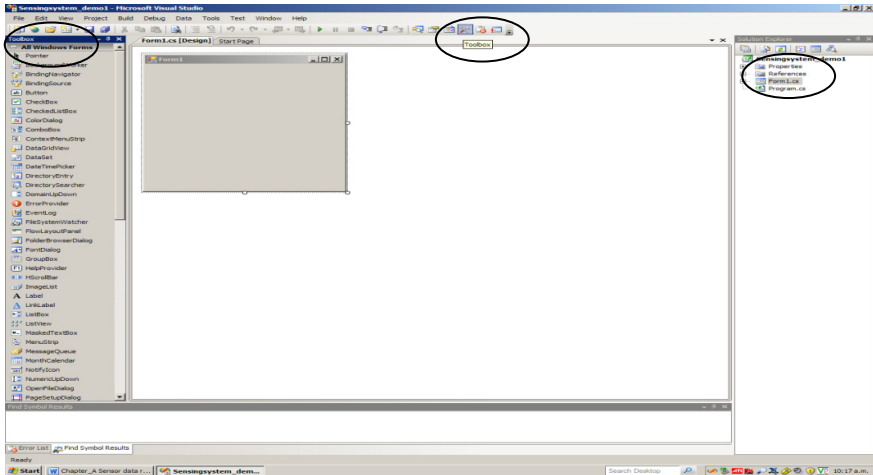 Sensingsystem_demo1 - Microsoft Visual Studio
File Edit View Project Build Debug Data Tools Test Window Help
Toolbox
Form1.cs [Design] Start Page
Toolbox
Solution Explorer
All Windows Forms
Pointer
BackgroundWorker
BindingNavigator
BindingSource
Button
CheckBox
CheckedListBox
ColorDialog
ComboBox
ContextMenuStrip
DataGridView
DataSet
DateTimePicker
DirectoryEntry
DirectorySearcher
DomainUpDown
ErrorProvider
EventLog
FileSystemWatcher
FlowLayoutPanel
FolderBrowserDialog
FontDialog
GroupBox
HelpProvider
HScrollBar
ImageList
Label
LinkLabel
ListBox
ListView
MaskedTextBox
MenuStrip
MessageQueue
MonthCalendar
NotifyIcon
NumericUpDown
OpenFileDialog
PageSetupDialog
Form1
Sensingsystem_demo1
Properties
References
Form1.cs
Program.cs
Find Symbol Results
Error List Find Symbol Results
Ready
Start Chapter_A Sensor data r... Sensingsystem_dem... Search Desktop 10:17 a.m.